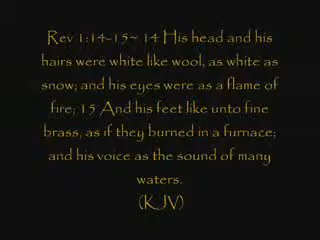 Rev 1:14-15~ 14 His head and his
hairs were white like wool, as white as
snow; and his eyes were as a flame of
fire; 15 And his feet like unto fine
brass, as if they burned in a furnace;
and his voice as the sound of many
waters.
(KJV)